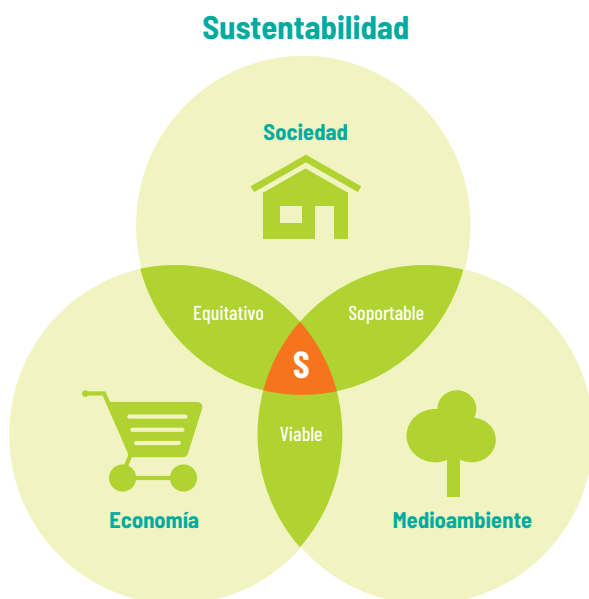 Sustentabilidad
Sociedad
Equitativo
Soportable
S
Viable
Economía
Medioambiente